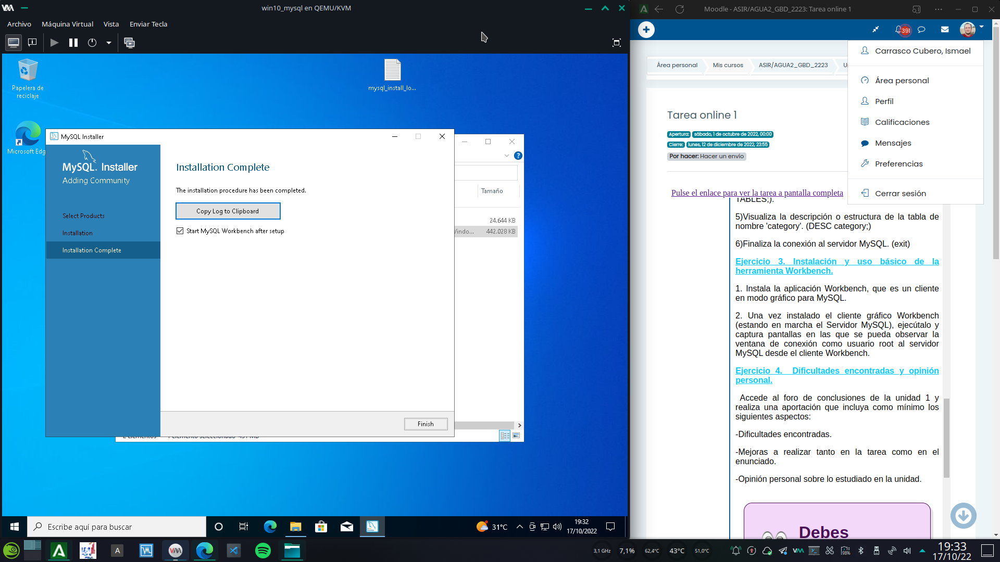 win10_mysql en QEMU/KVM
Archivo Máquina Virtual Vista Enviar Tecla
Papelera de
reciclaje
mysql_install_lo...
Microsoft Edg
MySQL Installer
MySQL. Installer
Adding Community
Select Products
Installation
Installation Complete
Installation Complete
The installation procedure has been completed.
Copy Log to Clipboard
Start MySQL Workbench after setup
Finish
Tamaño
24.644 KB
442.028 KB
Escribe aquí para buscar
31°C
19:32
17/10/2022
Moodle - ASIR/AGUA2_GBD_2223: Tarea online 1
391
Carrasco Cubero, Ismael
Área personal
Perfil
Calificaciones
Mensajes
Preferencias
Cerrar sesión
Área personal Mis cursos ASIR/AGUA2_GBD_2223
Tarea online 1
Apertura: sábado, 1 de octubre de 2022, 00:00
Cierre: lunes, 12 de diciembre de 2022, 23:55
Por hacer: Hacer un envío
Pulse el enlace para ver la tarea a pantalla completa
TABLES;).
5)Visualiza la descripción o estructura de la tabla de
nombre 'category'. (DESC category;)
6)Finaliza la conexión al servidor MySQL. (exit)
Ejercicio 3. Instalación y uso básico de la
herramienta Workbench.
1. Instala la aplicación Workbench, que es un cliente
en modo gráfico para MySQL.
2. Una vez instalado el cliente gráfico Workbench
(estando en marcha el Servidor MySQL), ejecútalo y
captura pantallas en las que se pueda observar la
ventana de conexión como usuario root al servidor
MySQL desde el cliente Workbench.
Ejercicio 4. Dificultades encontradas y opinión
personal.
Accede al foro de conclusiones de la unidad 1 y
realiza una aportación que incluya como mínimo los
siguientes aspectos:
-Dificultades encontradas.
-Mejoras a realizar tanto en la tarea como en el
enunciado.
-Opinión personal sobre lo estudiado en la unidad.
Debes
3,1 GHz 7,1% 62,4°C 43°C 51,0°C
98%
19:33
17/10/22